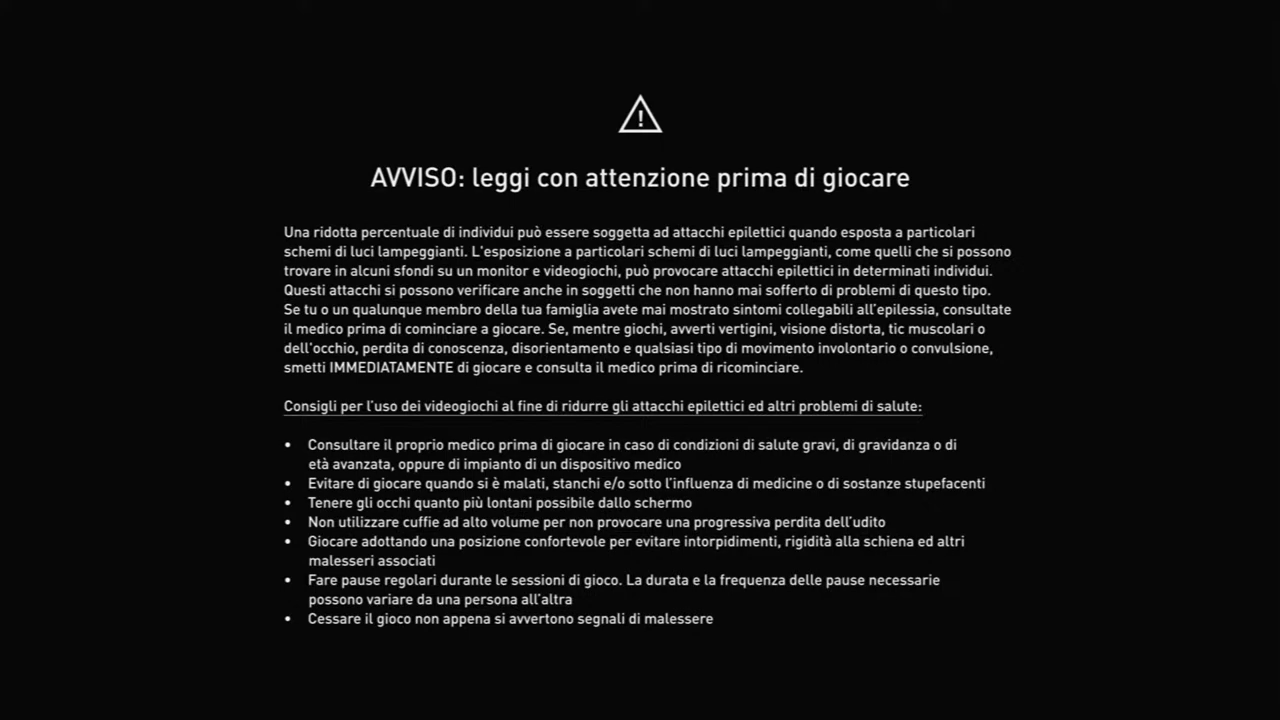 AVVISO: leggi con attenzione prima di giocare
Una ridotta percentuale di individui può essere soggetta ad attacchi epilettici quando esposta a particolari
schemi di luci lampeggianti. L'esposizione a particolari schemi di luci lampeggianti, come quelli che si possono
trovare in alcuni sfondi su un monitor e videogiochi, può provocare attacchi epilettici in determinati individui.
Questi attacchi si possono verificare anche in soggetti che non hanno mai sofferto di problemi di questo tipo.
Se tu o un qualunque membro della tua famiglia avete mai mostrato sintomi collegabili all'epilessia, consultate
il medico prima di cominciare a giocare. Se, mentre giochi, avverti vertigini, visione distorta, tic muscolari o
dell'occhio, perdita di conoscenza, disorientamento e qualsiasi tipo di movimento involontario o convulsione,
smetti IMMEDIATAMENTE di giocare e consulta il medico prima di ricominciare.
Consigli per l'uso dei videogiochi al fine di ridurre gli attacchi epilettici ed altri problemi di salute:
• Consultare il proprio medico prima di giocare in caso di condizioni di salute gravi, di gravidanza o di
età avanzata, oppure di impianto di un dispositivo medico
• Evitare di giocare quando si è malati, stanchi e/o sotto l'influenza di medicine o di sostanze stupefacenti
• Tenere gli occhi quanto più lontani possibile dallo schermo
• Non utilizzare cuffie ad alto volume per non provocare una progressiva perdita dell'udito
• Giocare adottando una posizione confortevole per evitare intorpidimenti, rigidità alla schiena ed altri
malesseri associati
• Fare pause regolari durante le sessioni di gioco. La durata e la frequenza delle pause necessarie
possono variare da una persona all'altra
• Cessare il gioco non appena si avvertono segnali di malessere